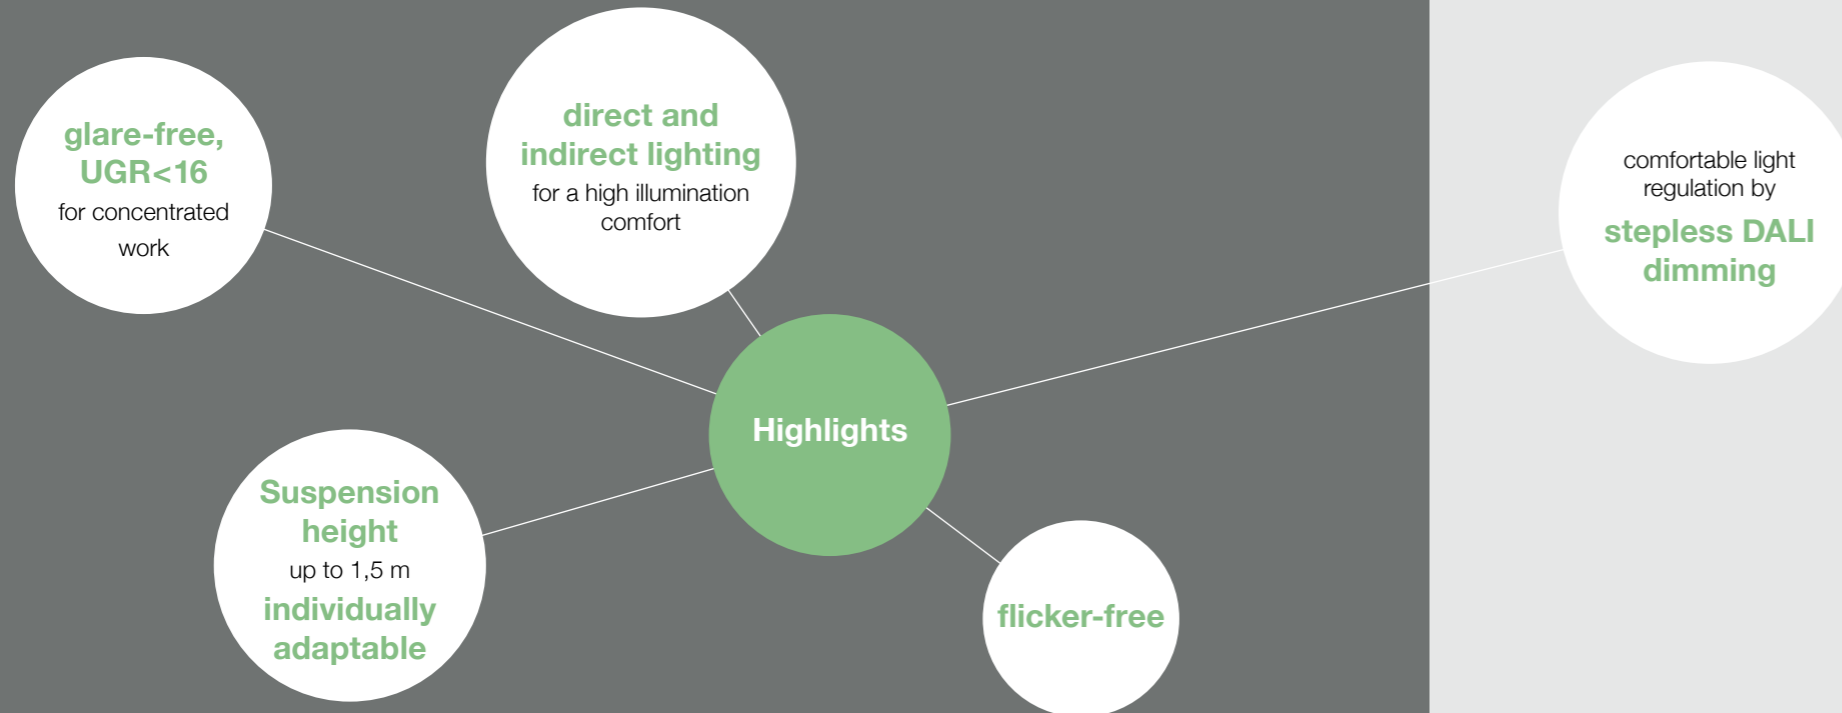 glare-free,
UGR<16
for concentrated
work
direct and
indirect lighting
for a high illumination
comfort
comfortable light
regulation by
stepless DALI
dimming
Highlights
Suspension
height
up to 1,5 m
individually
adaptable
flicker-free